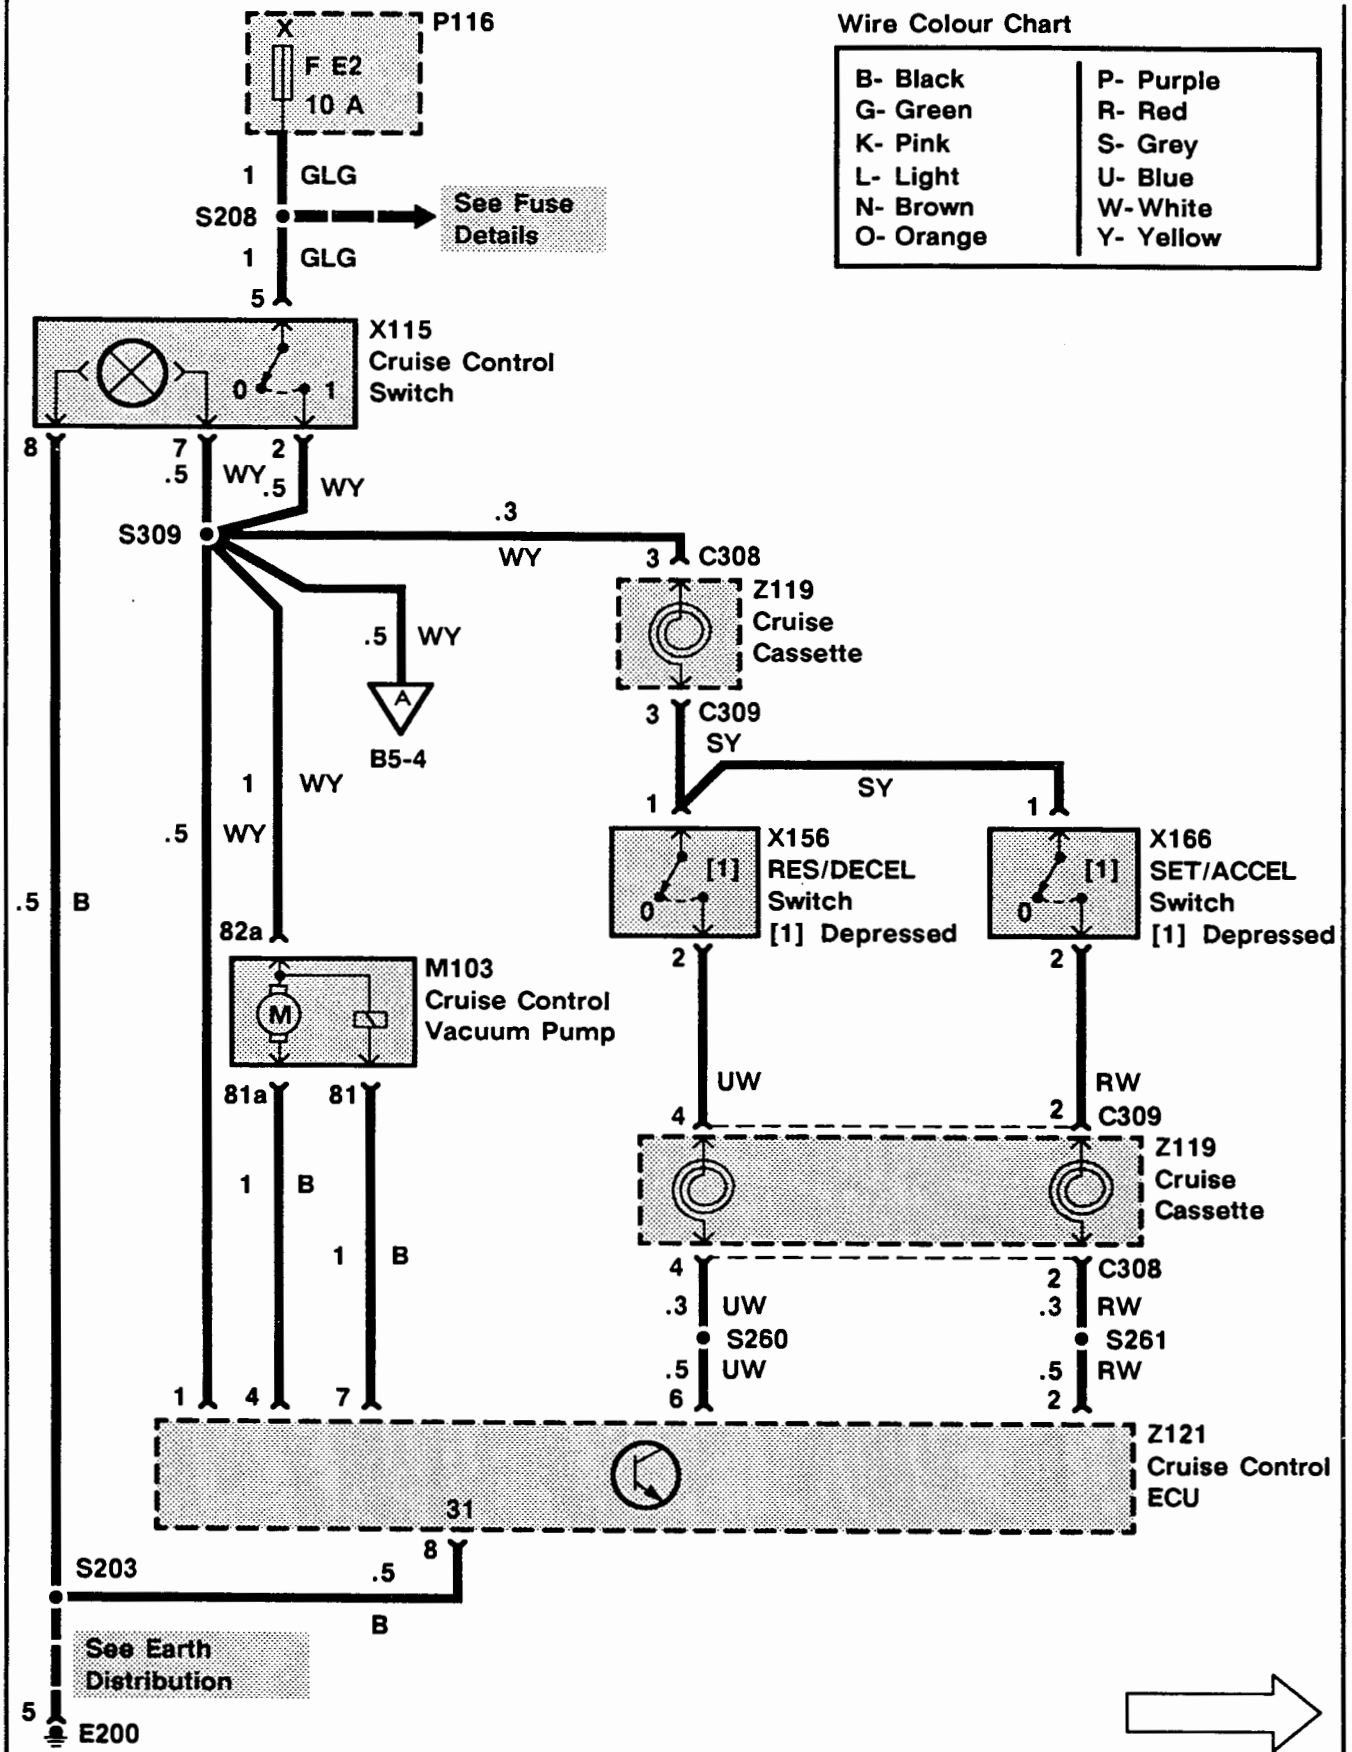 P116
X
F E2
10 A
1 GLG
S208
See Fuse
Details
1 GLG
5
Wire Colour Chart
B- Black
G- Green
K- Pink
L- Light
N- Brown
O- Orange
P- Purple
R- Red
S- Grey
U- Blue
W- White
Y- Yellow
X115
Cruise Control
Switch
0 1
8 7 2
.5 WY .5 WY
S309
.3
WY
3 C308
Z119
Cruise
Cassette
.5 WY
A
B5-4
3 C309
SY
SY
1 WY
.5 WY
.5 B
1
X156
RES/DECEL
Switch
[1] Depressed
[1]
0
2
1
X166
SET/ACCEL
Switch
[1] Depressed
[1]
0
2
82a
M103
Cruise Control
Vacuum Pump
M
81a 81
UW
RW
4 2 C309
Z119
Cruise
Cassette
1 B
1 B
4 2 C308
.3 UW .3 RW
S260 S261
.5 UW .5 RW
1 4 7 6 2
Z121
Cruise Control
ECU
31
8
S203
.5
B
See Earth
Distribution
5
E200